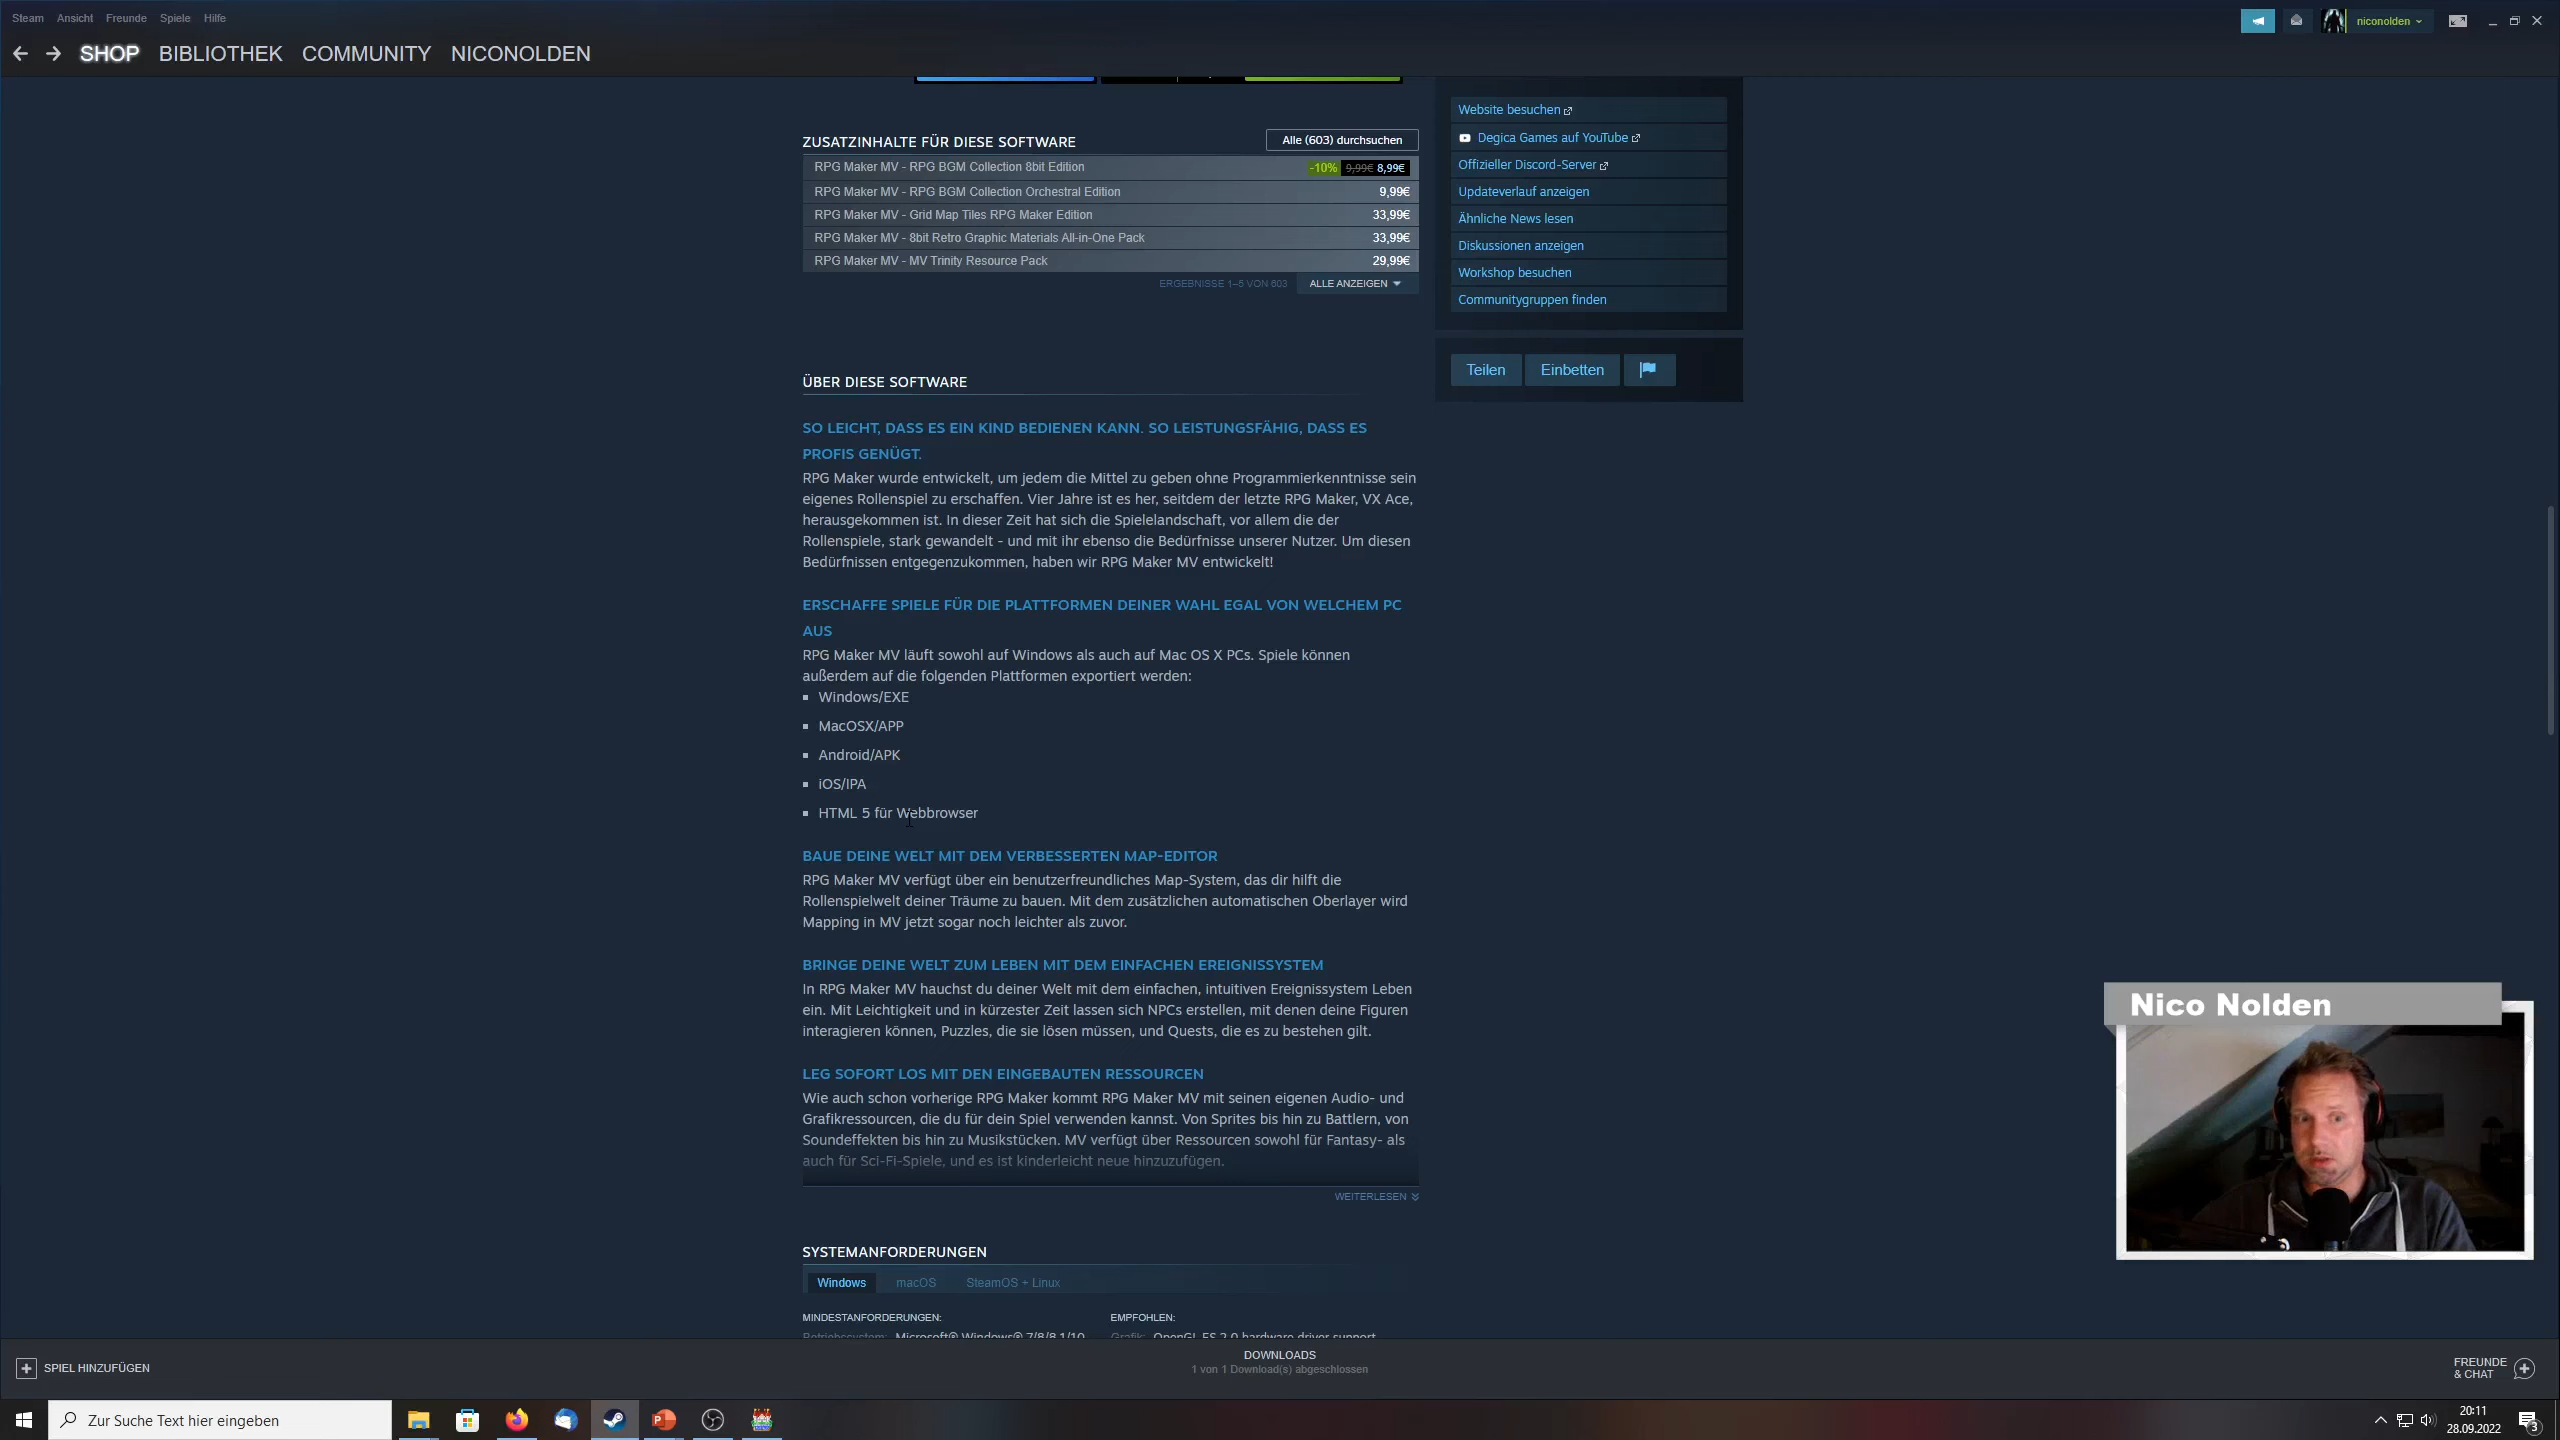 Steam Ansicht Freunde Spiele Hilfe
niconolden
SHOP BIBLIOTHEK COMMUNITY NICONOLDEN
ZUSATZINHALTE FÜR DIESE SOFTWARE
Alle (603) durchsuchen
RPG Maker MV - RPG BGM Collection 8bit Edition -10% 9,99€ 8,99€
RPG Maker MV - RPG BGM Collection Orchestral Edition 9,99€
RPG Maker MV - Grid Map Tiles RPG Maker Edition 33,99€
RPG Maker MV - 8bit Retro Graphic Materials All-in-One Pack 33,99€
RPG Maker MV - MV Trinity Resource Pack 29,99€
ERGEBNISSE 1–5 VON 603 ALLE ANZEIGEN
Website besuchen
Degica Games auf YouTube
Offizieller Discord-Server
Updateverlauf anzeigen
Ähnliche News lesen
Diskussionen anzeigen
Workshop besuchen
Communitygruppen finden
Teilen Einbetten
ÜBER DIESE SOFTWARE
SO LEICHT, DASS ES EIN KIND BEDIENEN KANN. SO LEISTUNGSFÄHIG, DASS ES
PROFIS GENÜGT.
RPG Maker wurde entwickelt, um jedem die Mittel zu geben ohne Programmierkenntnisse sein
eigenes Rollenspiel zu erschaffen. Vier Jahre ist es her, seitdem der letzte RPG Maker, VX Ace,
herausgekommen ist. In dieser Zeit hat sich die Spielelandschaft, vor allem die der
Rollenspiele, stark gewandelt - und mit ihr ebenso die Bedürfnisse unserer Nutzer. Um diesen
Bedürfnissen entgegenzukommen, haben wir RPG Maker MV entwickelt!
ERSCHAFFE SPIELE FÜR DIE PLATTFORMEN DEINER WAHL EGAL VON WELCHEM PC
AUS
RPG Maker MV läuft sowohl auf Windows als auch auf Mac OS X PCs. Spiele können
außerdem auf die folgenden Plattformen exportiert werden:
▪ Windows/EXE
▪ MacOSX/APP
▪ Android/APK
▪ iOS/IPA
▪ HTML 5 für Webbrowser
BAUE DEINE WELT MIT DEM VERBESSERTEN MAP-EDITOR
RPG Maker MV verfügt über ein benutzerfreundliches Map-System, das dir hilft die
Rollenspielwelt deiner Träume zu bauen. Mit dem zusätzlichen automatischen Oberlayer wird
Mapping in MV jetzt sogar noch leichter als zuvor.
BRINGE DEINE WELT ZUM LEBEN MIT DEM EINFACHEN EREIGNISSYSTEM
In RPG Maker MV hauchst du deiner Welt mit dem einfachen, intuitiven Ereignissystem Leben
ein. Mit Leichtigkeit und in kürzester Zeit lassen sich NPCs erstellen, mit denen deine Figuren
interagieren können, Puzzles, die sie lösen müssen, und Quests, die es zu bestehen gilt.
LEG SOFORT LOS MIT DEN EINGEBAUTEN RESSOURCEN
Wie auch schon vorherige RPG Maker kommt RPG Maker MV mit seinen eigenen Audio- und
Grafikressourcen, die du für dein Spiel verwenden kannst. Von Sprites bis hin zu Battlern, von
Soundeffekten bis hin zu Musikstücken. MV verfügt über Ressourcen sowohl für Fantasy- als
auch für Sci-Fi-Spiele, und es ist kinderleicht neue hinzuzufügen.
WEITERLESEN
SYSTEMANFORDERUNGEN
Windows macOS SteamOS + Linux
MINDESTANFORDERUNGEN: EMPFOHLEN:
Betriebssystem: Microsoft® Windows® 7/8/8.1/10 Grafik: OpenGL ES 2.0 hardware driver support
Nico Nolden
SPIEL HINZUFÜGEN
DOWNLOADS
1 von 1 Download(s) abgeschlossen
FREUNDE
& CHAT
Zur Suche Text hier eingeben
20:11
28.09.2022
3